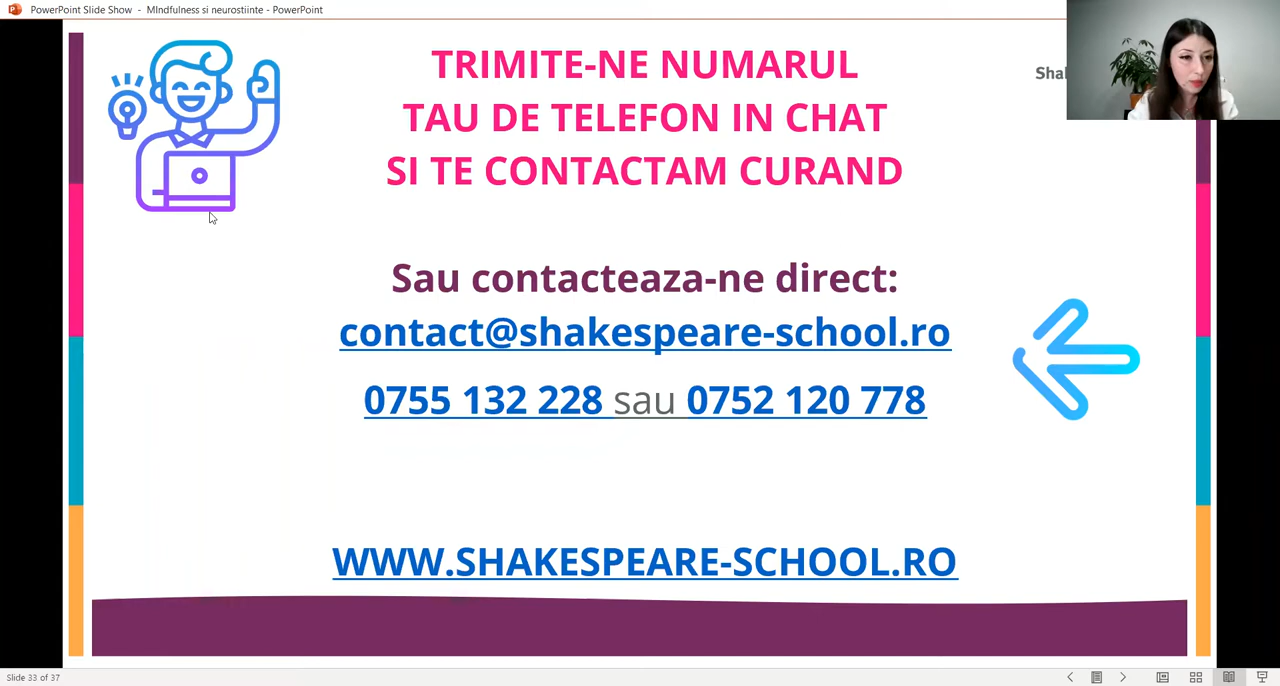 PowerPoint Slide Show - MIndfulness si neurostiinte - PowerPoint
TRIMITE-NE NUMARUL
TAU DE TELEFON IN CHAT
SI TE CONTACTAM CURAND
Sau contacteaza-ne direct:
contact@shakespeare-school.ro
0755 132 228 sau 0752 120 778
WWW.SHAKESPEARE-SCHOOL.RO
Slide 33 of 37